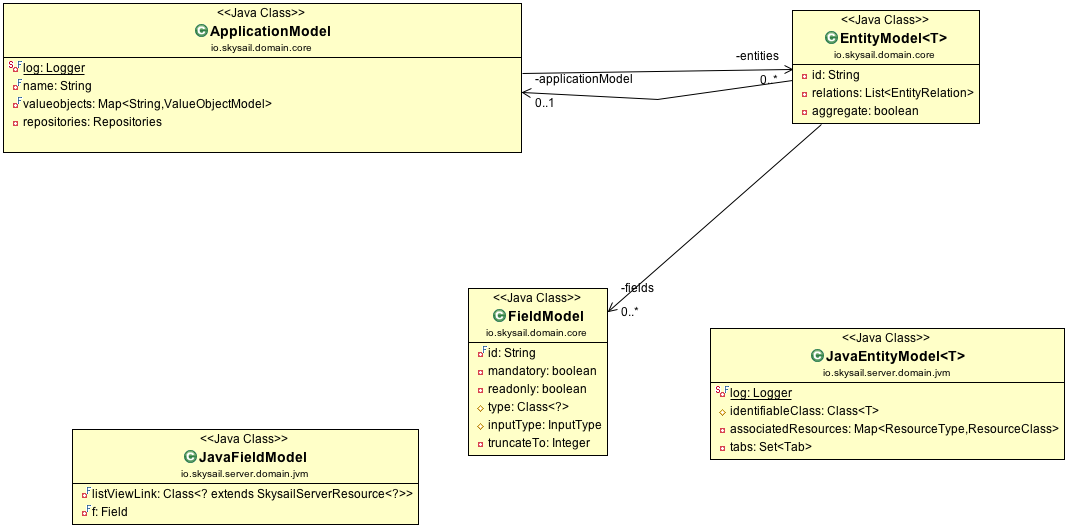 <<Java Class>>
ApplicationModel
io.skysail.domain.core
log: Logger
name: String
valueobjects: Map<String,ValueObjectModel>
repositories: Repositories
-entities
0..*
-applicationModel
0..1
<<Java Class>>
EntityModel<T>
io.skysail.domain.core
id: String
relations: List<EntityRelation>
aggregate: boolean
-fields
0..*
<<Java Class>>
FieldModel
io.skysail.domain.core
id: String
mandatory: boolean
readonly: boolean
type: Class<?>
inputType: InputType
truncateTo: Integer
<<Java Class>>
JavaEntityModel<T>
io.skysail.server.domain.jvm
log: Logger
identifiableClass: Class<T>
associatedResources: Map<ResourceType,ResourceClass>
tabs: Set<Tab>
<<Java Class>>
JavaFieldModel
io.skysail.server.domain.jvm
listViewLink: Class<? extends SkysailServerResource<?>>
f: Field